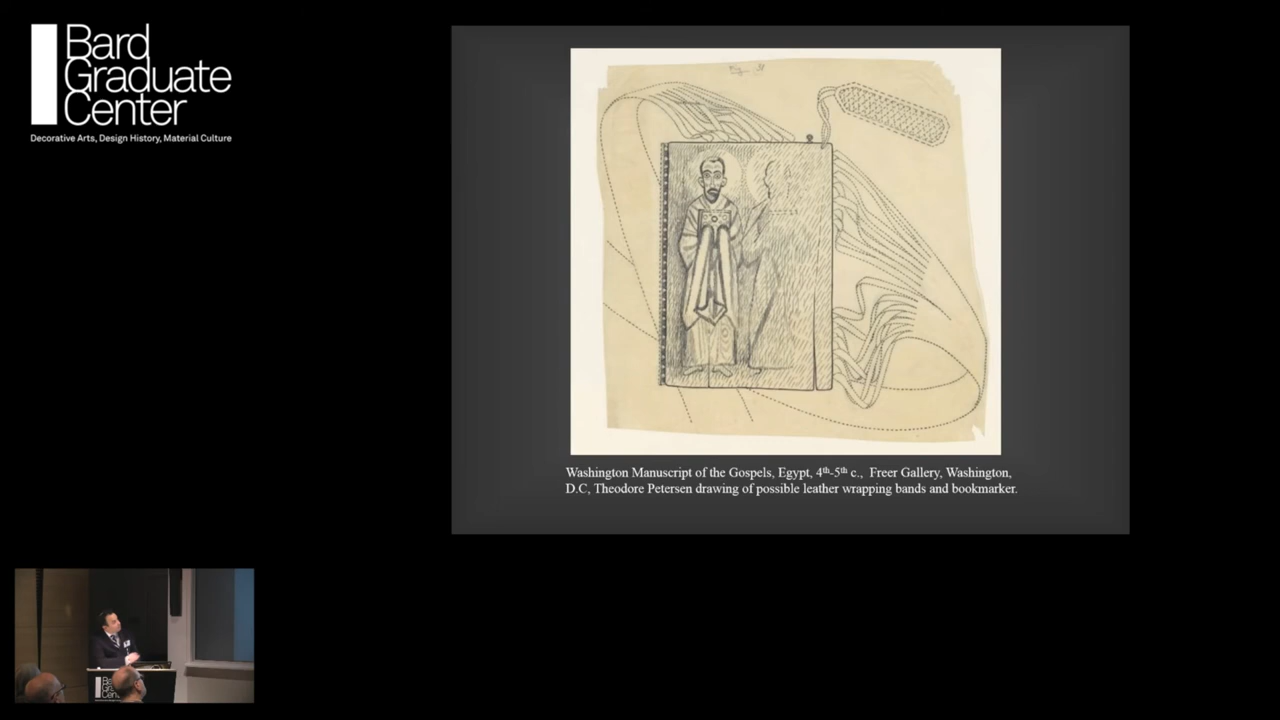 Bard
Graduate
Center
Decorative Arts, Design History, Material Culture
Washington Manuscript of the Gospels, Egypt, 4th-5th c., Freer Gallery, Washington,
D.C, Theodore Petersen drawing of possible leather wrapping bands and bookmarker.